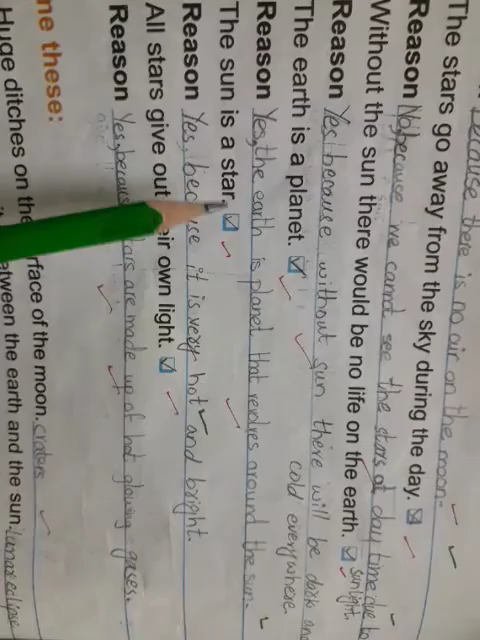 Because there is no air on the moon.
The stars go away from the sky during the day.
Reason No, because we cannot see the stars at day time due to
sunlight.
Without the sun there would be no life on the earth.
Reason Yes, because without sun there will be dark and
cold everywhere.
The earth is a planet.
Reason Yes, the earth is planet that revolves around the sun.
The sun is a star.
Reason Yes, because it is very hot and bright.
All stars give out their own light.
Reason Yes, because stars are made up of hot glowing gases.
me these:
Huge ditches on the surface of the moon. craters
between the earth and the sun. lunar eclipse